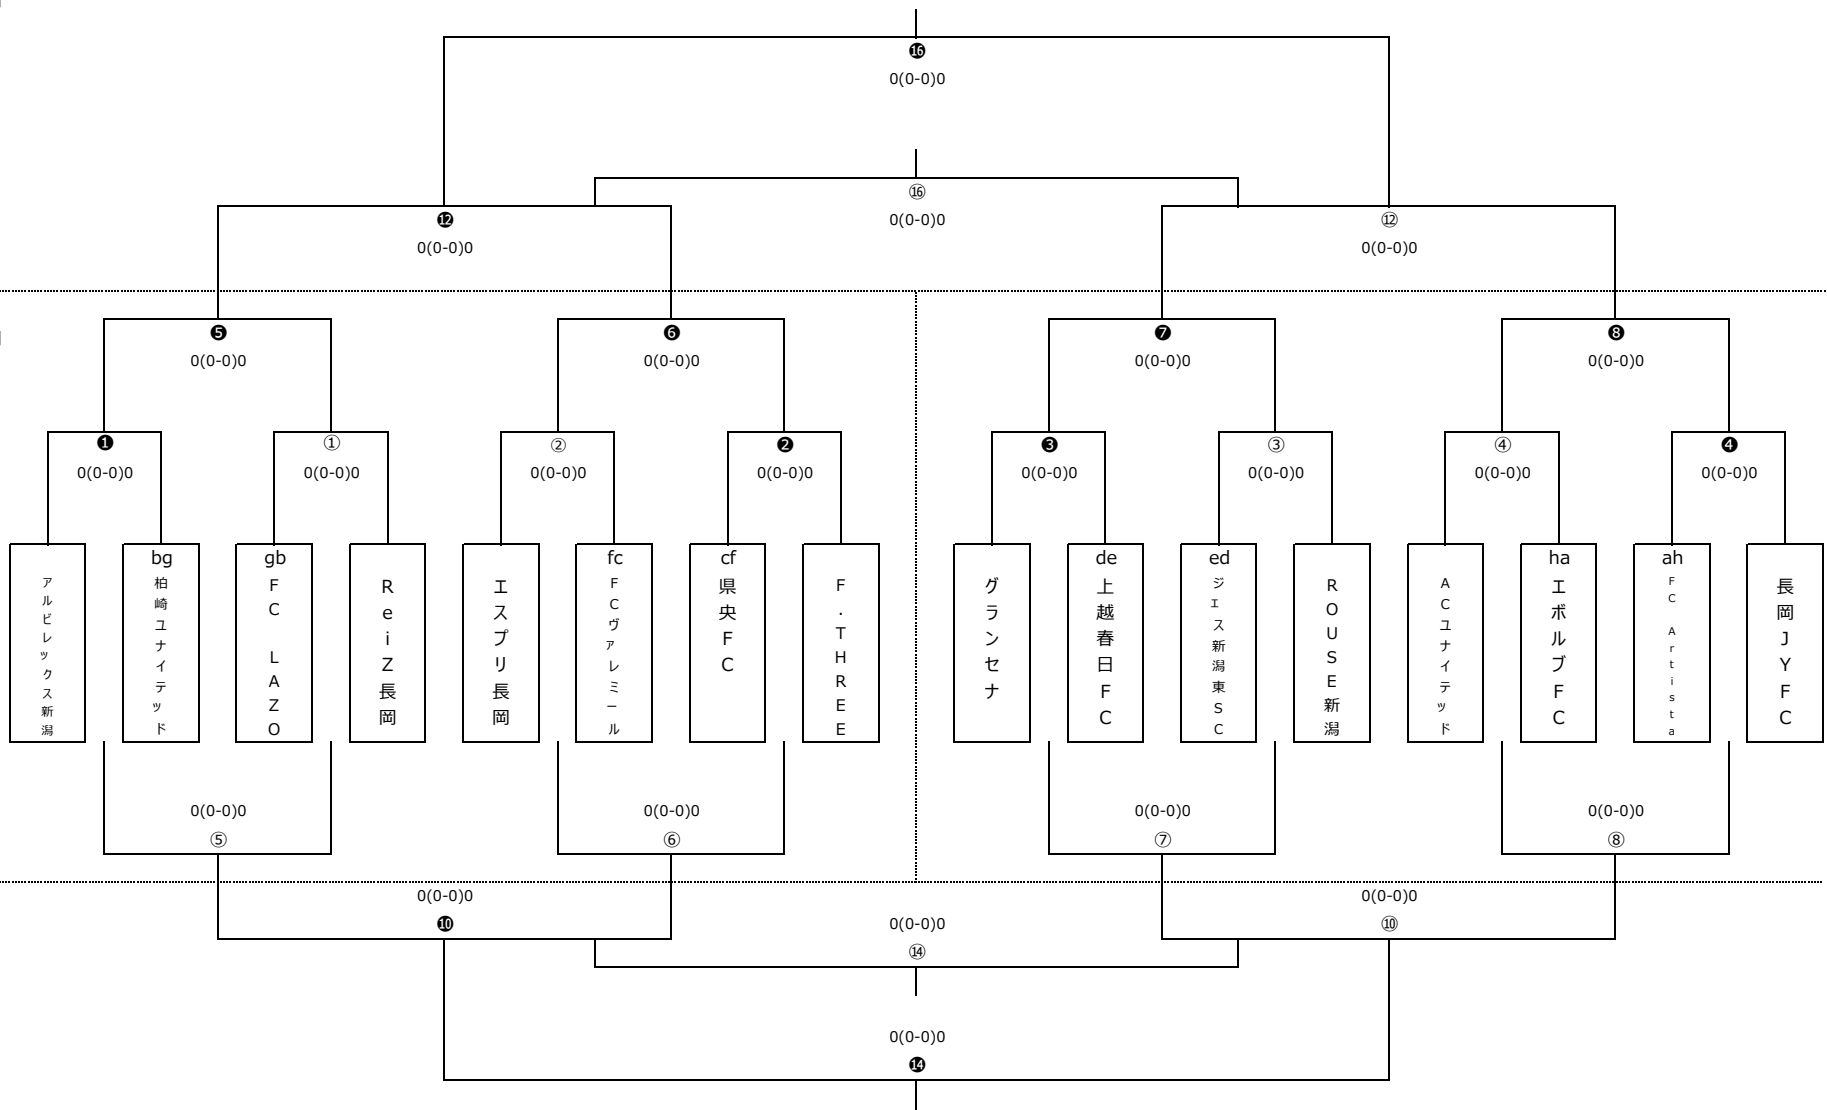 ⓰
0(0-0)0
⑯
0(0-0)0
⓬
0(0-0)0
⑫
0(0-0)0
❺
0(0-0)0
❻
0(0-0)0
❼
0(0-0)0
❽
0(0-0)0
❶
0(0-0)0
①
0(0-0)0
②
0(0-0)0
❷
0(0-0)0
❸
0(0-0)0
③
0(0-0)0
④
0(0-0)0
❹
0(0-0)0
アルビレックス新潟
bg
柏崎ユナイテッド
gb
FC LAZO
ReiZ長岡
エスプリ長岡
fc
FCヴァレミール
cf
県央FC
F.THREE
グランセナ
de
上越春日FC
ed
ジェス新潟東SC
ROUSE新潟
ACユナイテッド
ha
エボルブFC
ah
FC Artista
長岡JYFC
0(0-0)0
⑤
0(0-0)0
⑥
0(0-0)0
⑦
0(0-0)0
⑧
0(0-0)0
❿
0(0-0)0
⑩
0(0-0)0
⑭
0(0-0)0
⓮